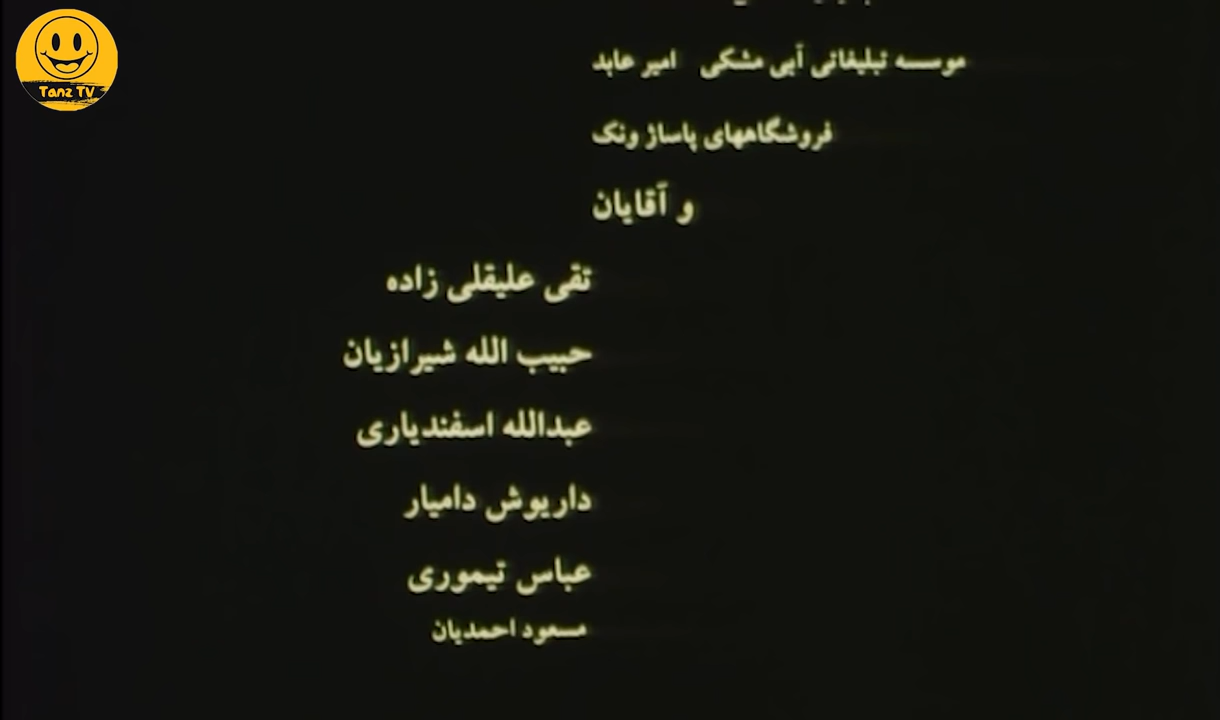 Tanz TV
موسسه تبلیغاتی آبی مشکی امیر عابد
فروشگاههای پاساژ ونک
و آقایان
تقی علیقلی زاده
حبیب الله شیرازیان
عبدالله اسفندیاری
داریوش دامیار
عباس تیموری
مسعود احمدیان